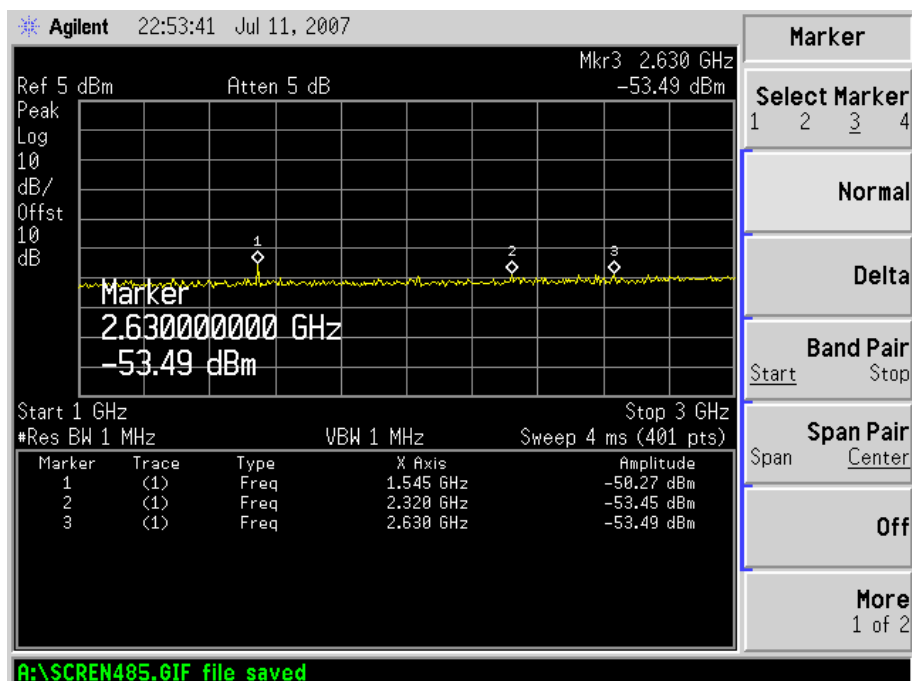 Agilent 22:53:41 Jul 11, 2007
Mkr3 2.630 GHz
Ref 5 dBm Atten 5 dB -53.49 dBm
Peak
Log
10
dB/
Offst
10
dB
1
2
3
Marker
2.630000000 GHz
-53.49 dBm
Start 1 GHz Stop 3 GHz
#Res BW 1 MHz VBW 1 MHz Sweep 4 ms (401 pts)
Marker Trace Type X Axis Amplitude
1 (1) Freq 1.545 GHz -50.27 dBm
2 (1) Freq 2.320 GHz -53.45 dBm
3 (1) Freq 2.630 GHz -53.49 dBm
A:\SCREN485.GIF file saved
Marker
Select Marker
1 2 3 4
Normal
Delta
Band Pair
Start Stop
Span Pair
Span Center
Off
More
1 of 2